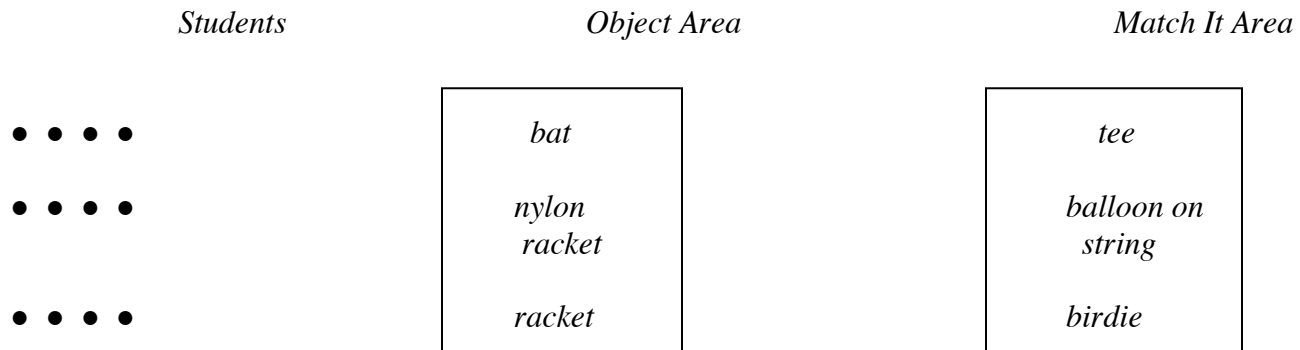 Students Object Area Match It Area
• • • • bat tee
• • • • nylon balloon on
racket string
• • • • racket birdie